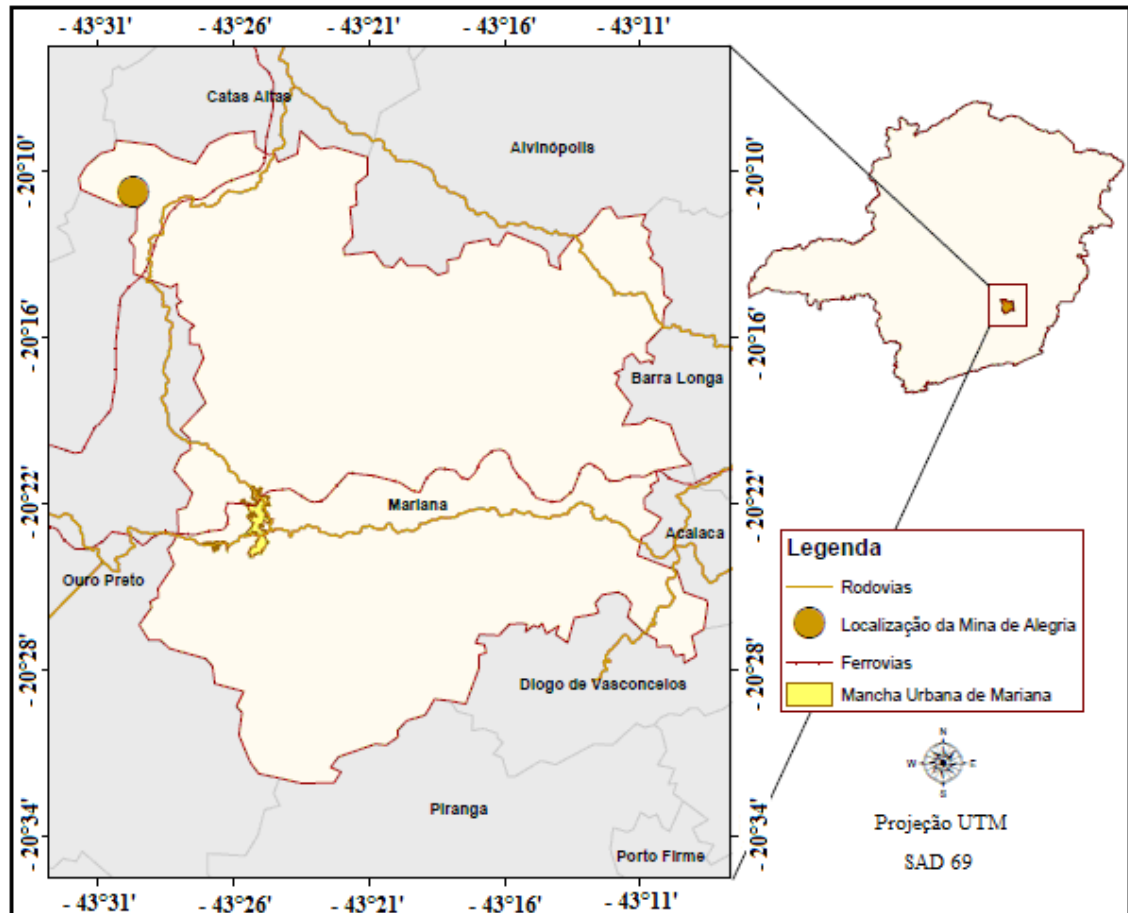 - 43°31' - 43°26' - 43°21' - 43°16' - 43°11'
Catas Altas
Alvinópolis
- 20°10' - 20°10'
- 20°16' - 20°16'
Barra Longa
- 20°22' - 20°22'
Mariana
Acaiaca
Ouro Preto
- 20°28' - 20°28'
Diogo de Vasconcelos
Piranga
- 20°34' - 20°34'
Porto Firme
- 43°31' - 43°26' - 43°21' - 43°16' - 43°11'
Legenda
Rodovias
Localização da Mina de Alegria
Ferrovias
Mancha Urbana de Mariana
N
W E
S
Projeção UTM
SAD 69